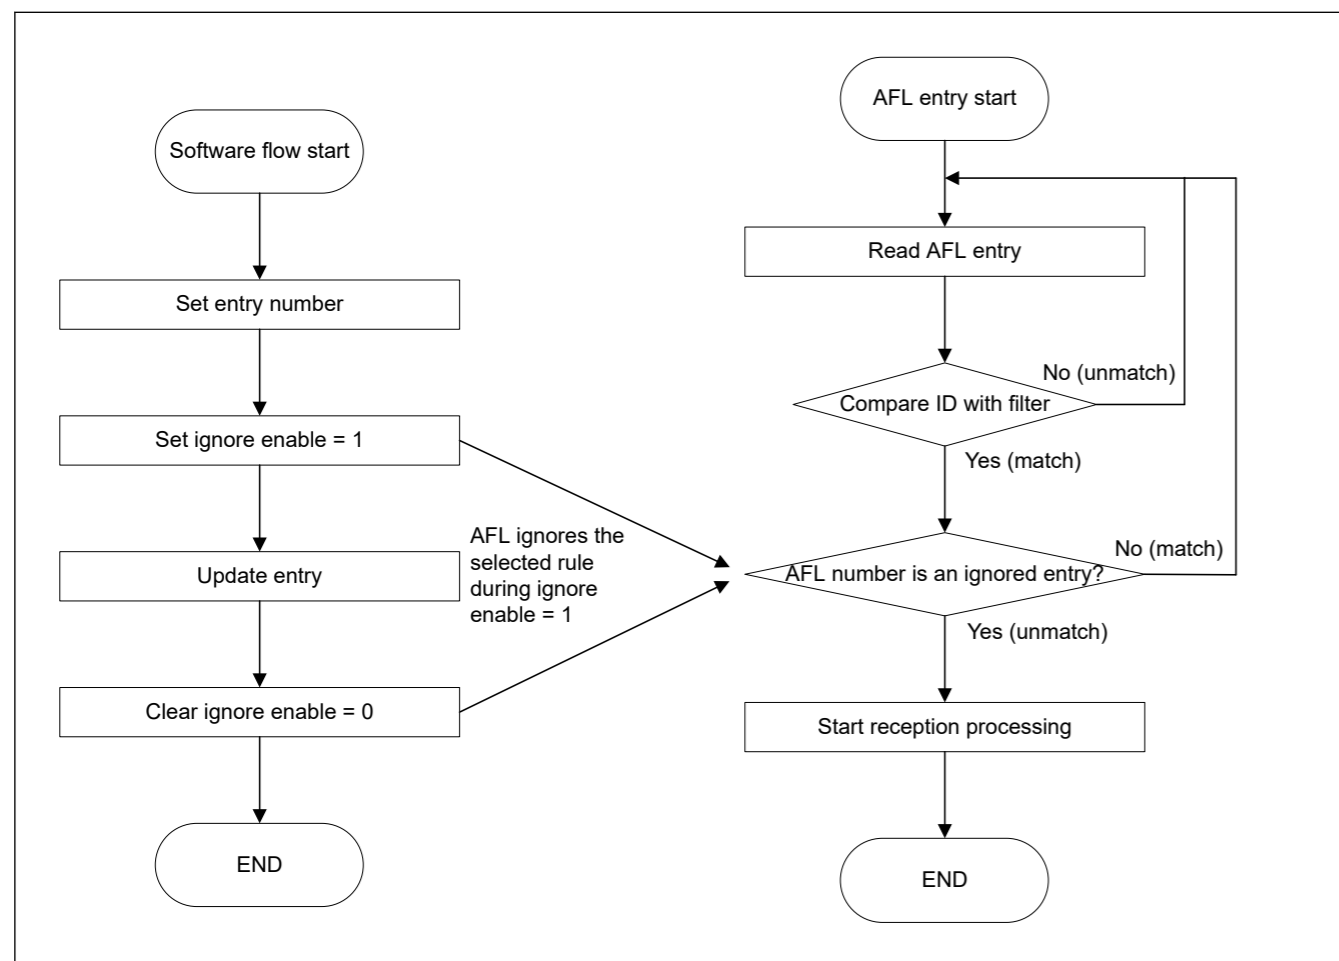 Software flow start
Set entry number
Set ignore enable = 1
Update entry
Clear ignore enable = 0
END
AFL ignores the
selected rule
during ignore
enable = 1
AFL entry start
Read AFL entry
Compare ID with filter
No (unmatch)
Yes (match)
AFL number is an ignored entry?
No (match)
Yes (unmatch)
Start reception processing
END